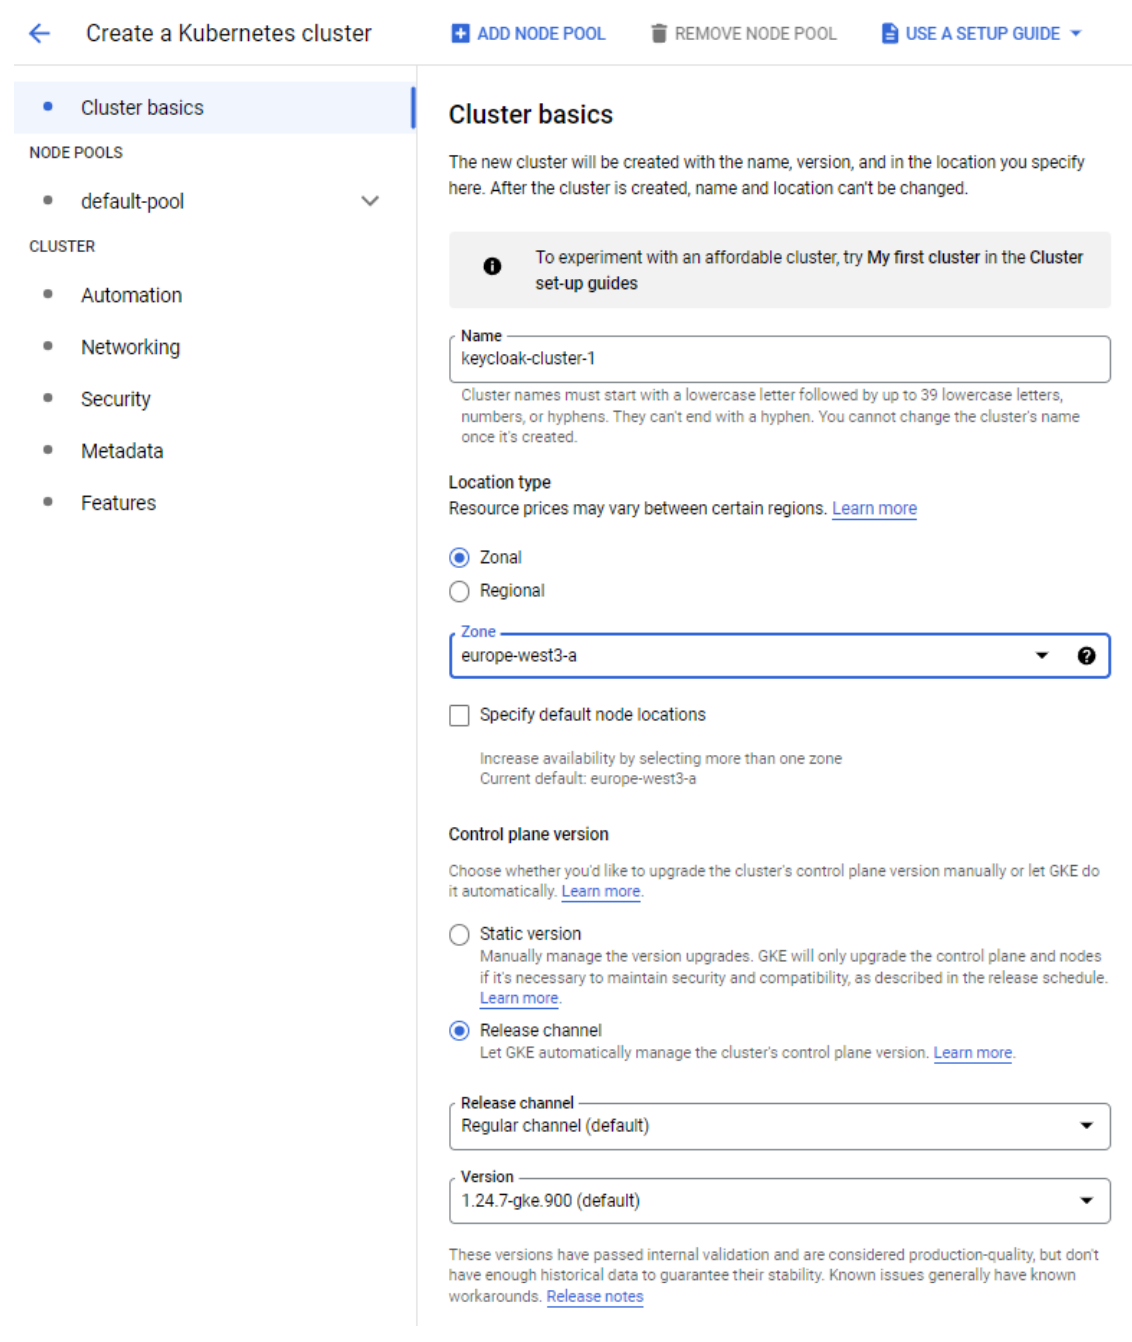 Create a Kubernetes cluster
ADD NODE POOL
REMOVE NODE POOL
USE A SETUP GUIDE
Cluster basics
NODE POOLS
default-pool
CLUSTER
Automation
Networking
Security
Metadata
Features
Cluster basics
The new cluster will be created with the name, version, and in the location you specify
here. After the cluster is created, name and location can't be changed.
To experiment with an affordable cluster, try My first cluster in the Cluster
set-up guides
Name
keycloak-cluster-1
Cluster names must start with a lowercase letter followed by up to 39 lowercase letters,
numbers, or hyphens. They can't end with a hyphen. You cannot change the cluster's name
once it's created.
Location type
Resource prices may vary between certain regions. Learn more
Zonal
Regional
Zone
europe-west3-a
Specify default node locations
Increase availability by selecting more than one zone
Current default: europe-west3-a
Control plane version
Choose whether you'd like to upgrade the cluster's control plane version manually or let GKE do
it automatically. Learn more.
Static version
Manually manage the version upgrades. GKE will only upgrade the control plane and nodes
if it's necessary to maintain security and compatibility, as described in the release schedule.
Learn more.
Release channel
Let GKE automatically manage the cluster's control plane version. Learn more.
Release channel
Regular channel (default)
Version
1.24.7-gke.900 (default)
These versions have passed internal validation and are considered production-quality, but don't
have enough historical data to guarantee their stability. Known issues generally have known
workarounds. Release notes